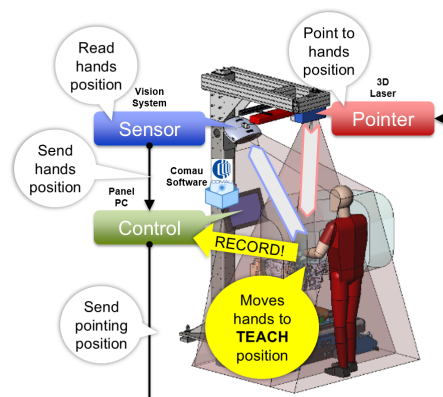 Read
hands
position
Vision
System
Sensor
Point to
hands
position
3D
Laser
Pointer
Send
hands
position
Comau
Software
COMAU
Panel
PC
Control
RECORD!
Moves
hands to
TEACH
position
Send
pointing
position